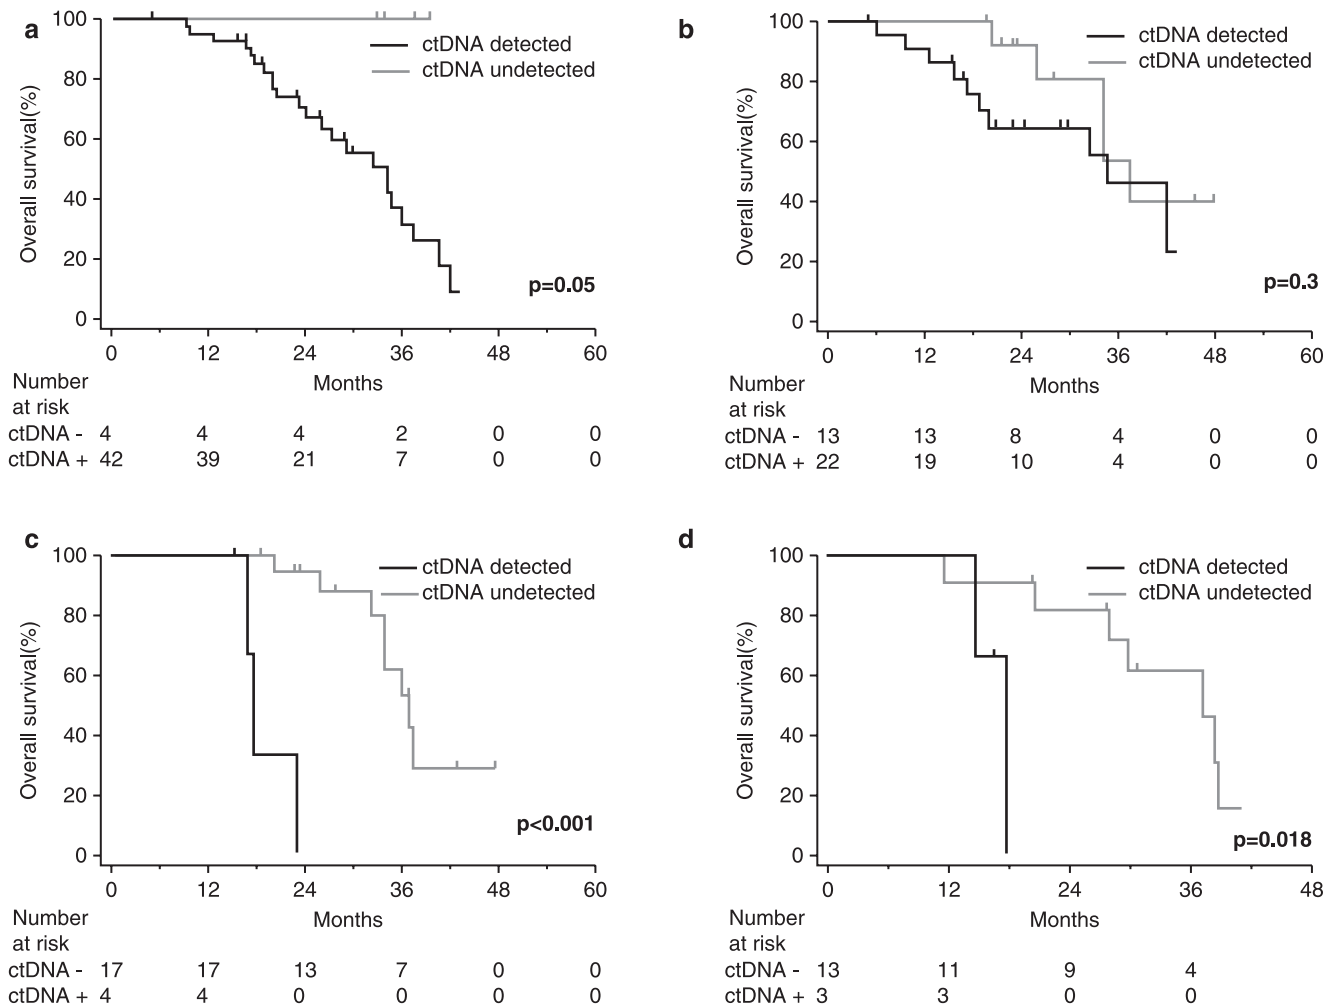 a
100
80
60
40
20
0
Overall survival(%)
ctDNA detected
ctDNA undetected
p=0.05
0 12 24 36 48 60
Months
Number
at risk
ctDNA - 4 4 4 2 0 0
ctDNA + 42 39 21 7 0 0
b
100
80
60
40
20
0
Overall survival(%)
ctDNA detected
ctDNA undetected
p=0.3
0 12 24 36 48 60
Months
Number
at risk
ctDNA - 13 13 8 4 0 0
ctDNA + 22 19 10 4 0 0
c
100
80
60
40
20
0
Overall survival(%)
ctDNA detected
ctDNA undetected
p<0.001
0 12 24 36 48 60
Months
Number
at risk
ctDNA - 17 17 13 7 0 0
ctDNA + 4 4 0 0 0 0
d
100
80
60
40
20
0
Overall survival(%)
ctDNA detected
ctDNA undetected
p=0.018
0 12 24 36 48
Months
Number
at risk
ctDNA - 13 11 9 4
ctDNA + 3 3 0 0